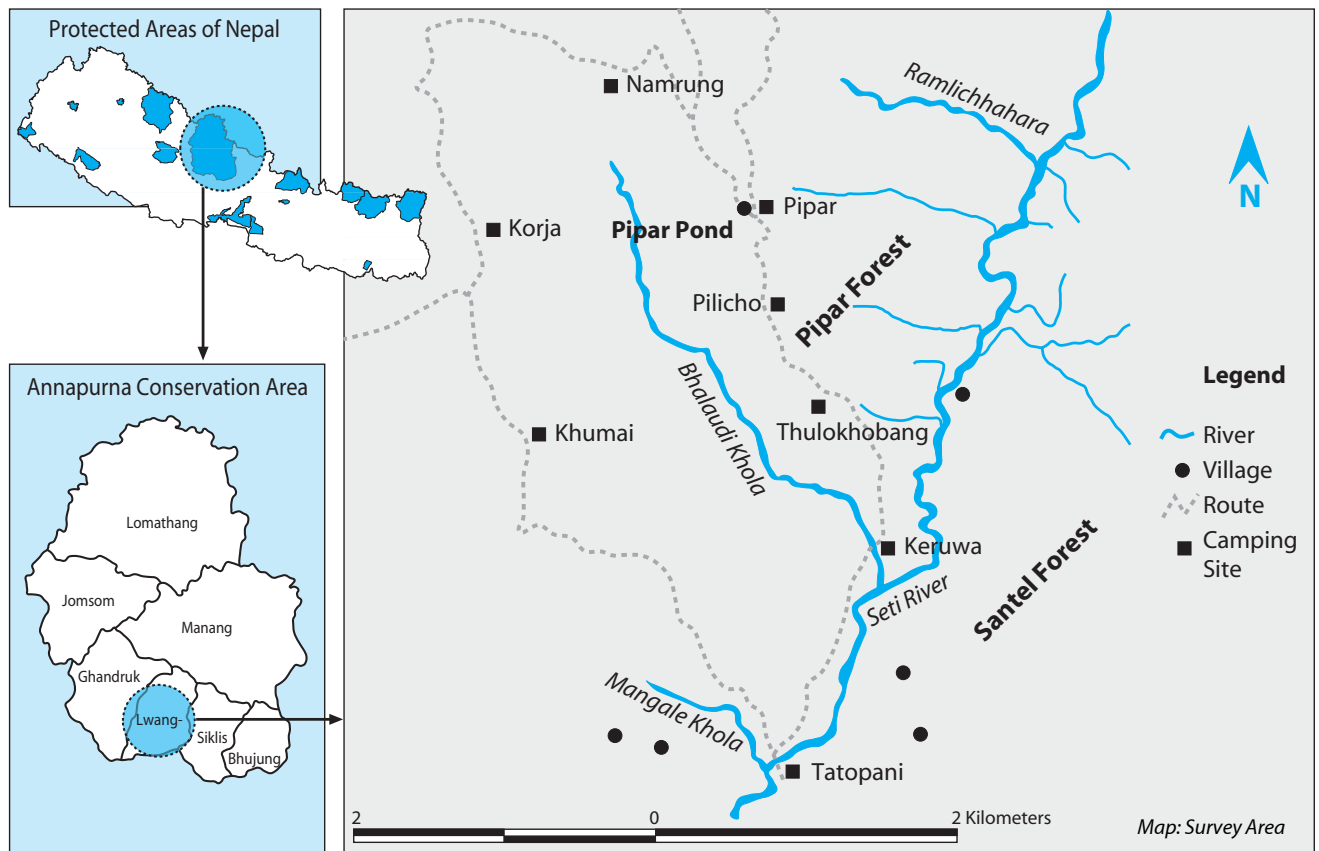 Protected Areas of Nepal
Annapurna Conservation Area
Lomathang
Jomsom
Manang
Ghandruk
Lwang-
Siklis
Bhujung
Namrung
Ramlichhahara
N
Pipar
Korja
Pipar Pond
Pipar Forest
Pilicho
Bhalaudi Khola
Thulokhobang
Khumai
Keruwa
Seti River
Santel Forest
Mangale Khola
Tatopani
Legend
River
Village
Route
Camping
Site
2 0 2 Kilometers
Map: Survey Area